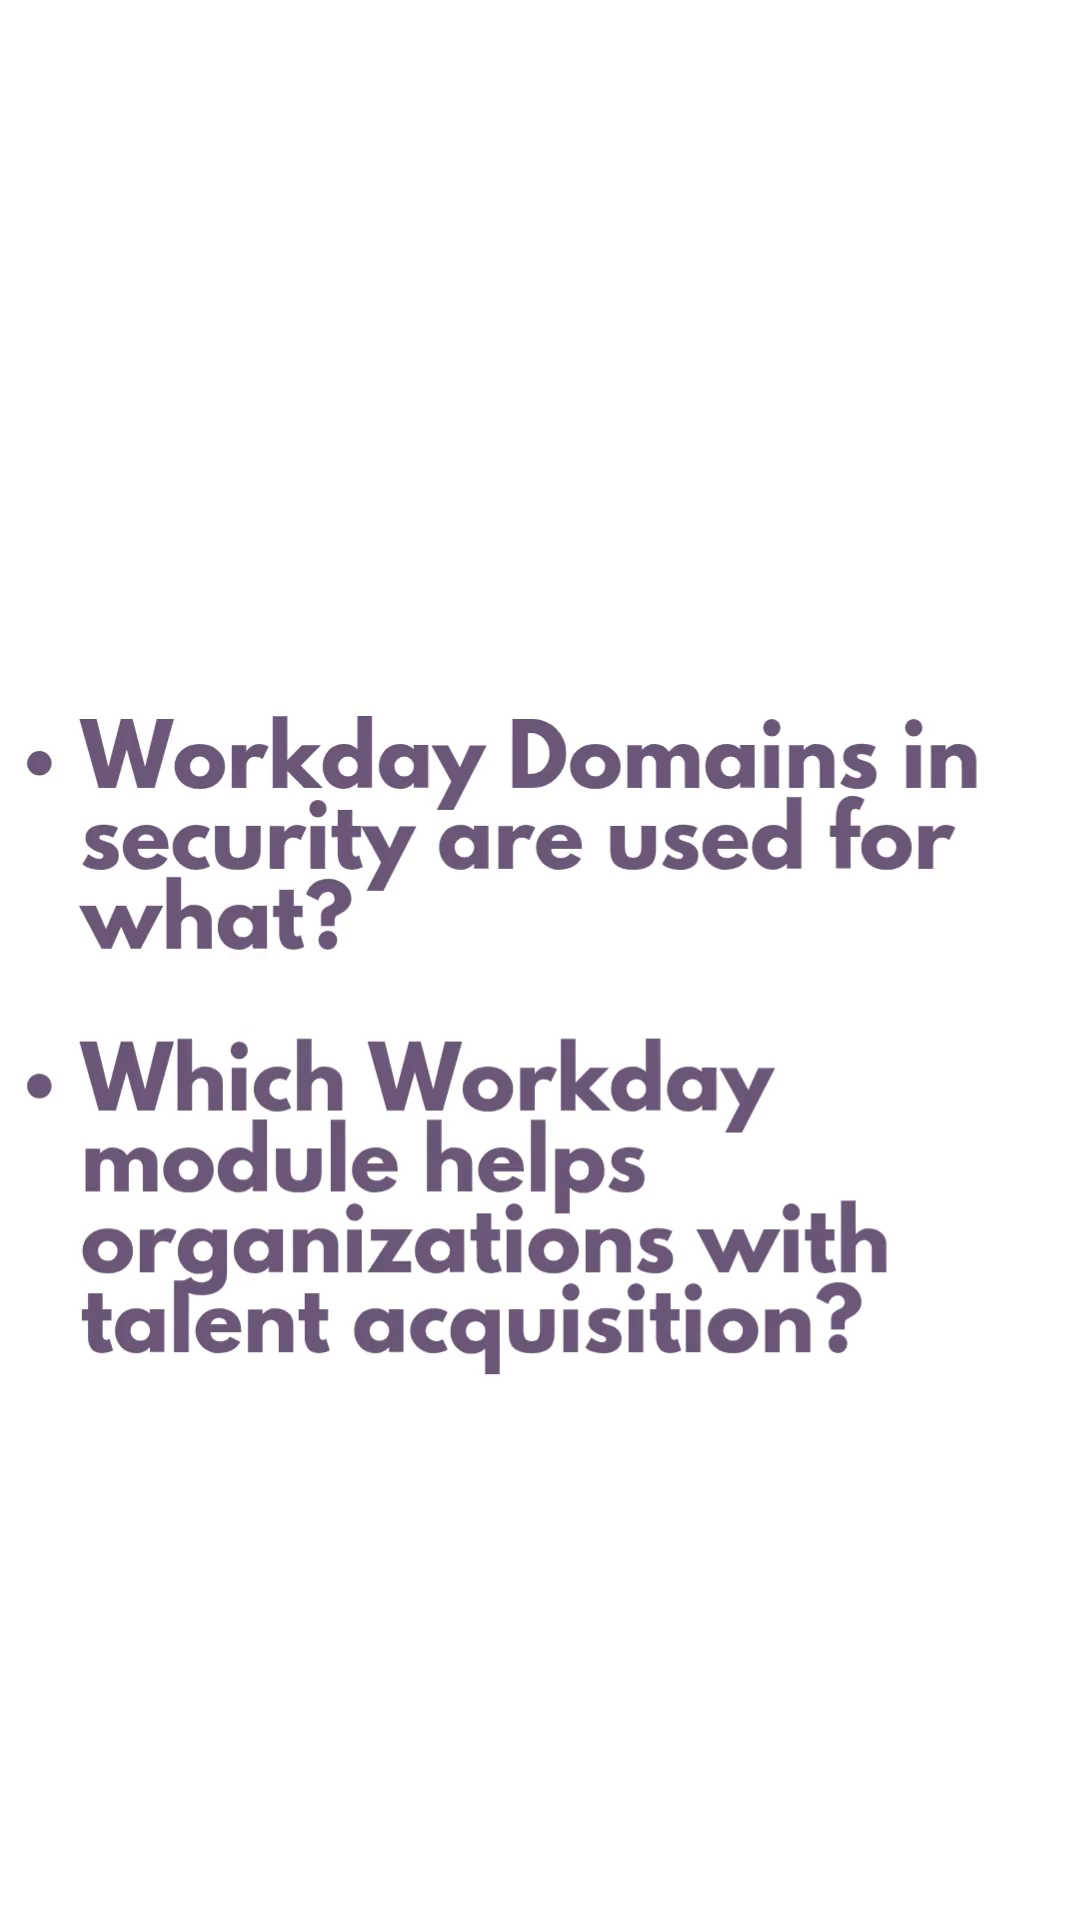 • Workday Domains in
security are used for
what?
• Which Workday
module helps
organizations with
talent acquisition?